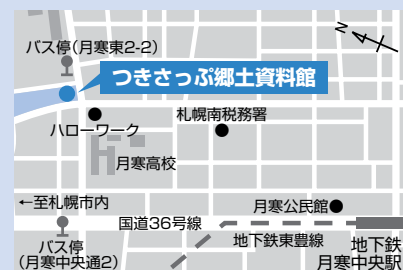 N
バス停(月寒東2-2)
つきさっぷ郷土資料館
ハローワーク
札幌南税務署
月寒高校
←至札幌市内
国道36号線
月寒公民館
バス停
(月寒中央通2)
地下鉄東豊線
地下鉄
月寒中央駅